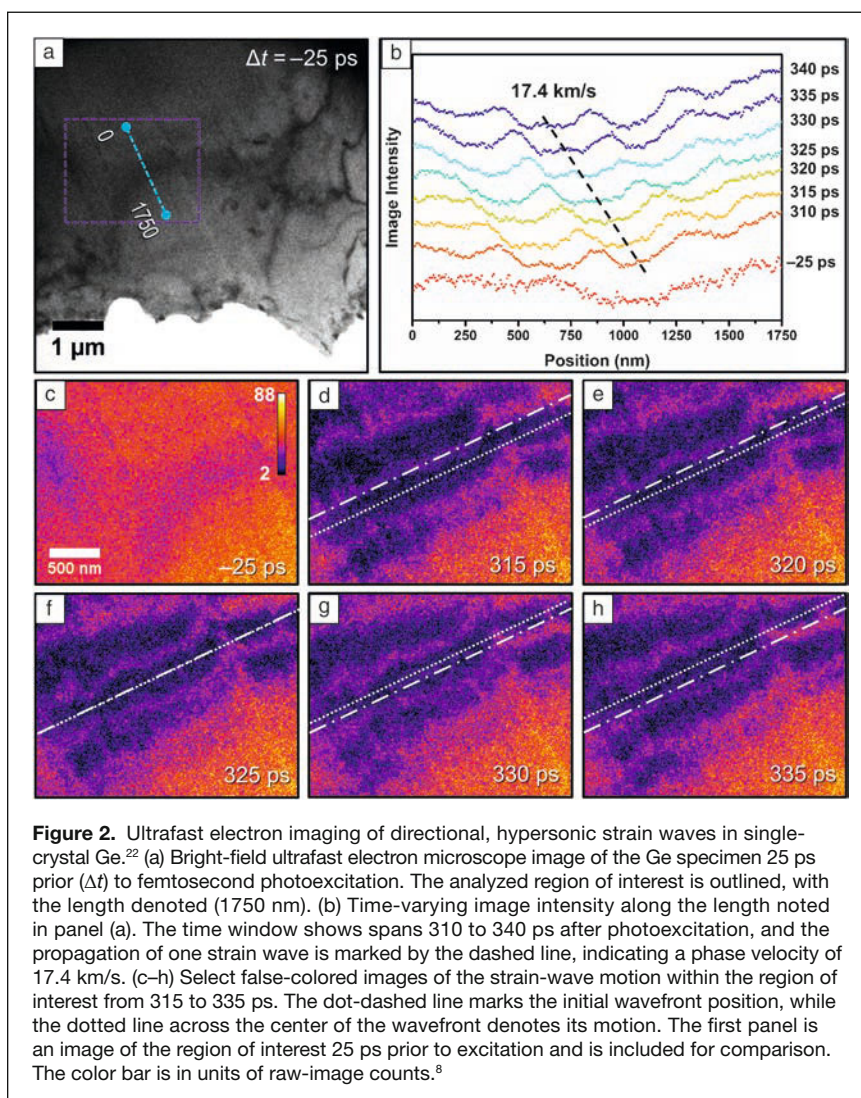 a
Δt = –25 ps
0
1750
1 μm
b
17.4 km/s
340 ps
335 ps
330 ps
325 ps
320 ps
315 ps
310 ps
–25 ps
Image Intensity
0 250 500 750 1000 1250 1500 1750
Position (nm)
c
88
2
500 nm
–25 ps
d
315 ps
e
320 ps
f
325 ps
g
330 ps
h
335 ps
Figure 2. Ultrafast electron imaging of directional, hypersonic strain waves in single-
crystal Ge.²² (a) Bright-field ultrafast electron microscope image of the Ge specimen 25 ps
prior (Δt) to femtosecond photoexcitation. The analyzed region of interest is outlined, with
the length denoted (1750 nm). (b) Time-varying image intensity along the length noted
in panel (a). The time window shows spans 310 to 340 ps after photoexcitation, and the
propagation of one strain wave is marked by the dashed line, indicating a phase velocity of
17.4 km/s. (c–h) Select false-colored images of the strain-wave motion within the region of
interest from 315 to 335 ps. The dot-dashed line marks the initial wavefront position, while
the dotted line across the center of the wavefront denotes its motion. The first panel is
an image of the region of interest 25 ps prior to excitation and is included for comparison.
The color bar is in units of raw-image counts.⁸